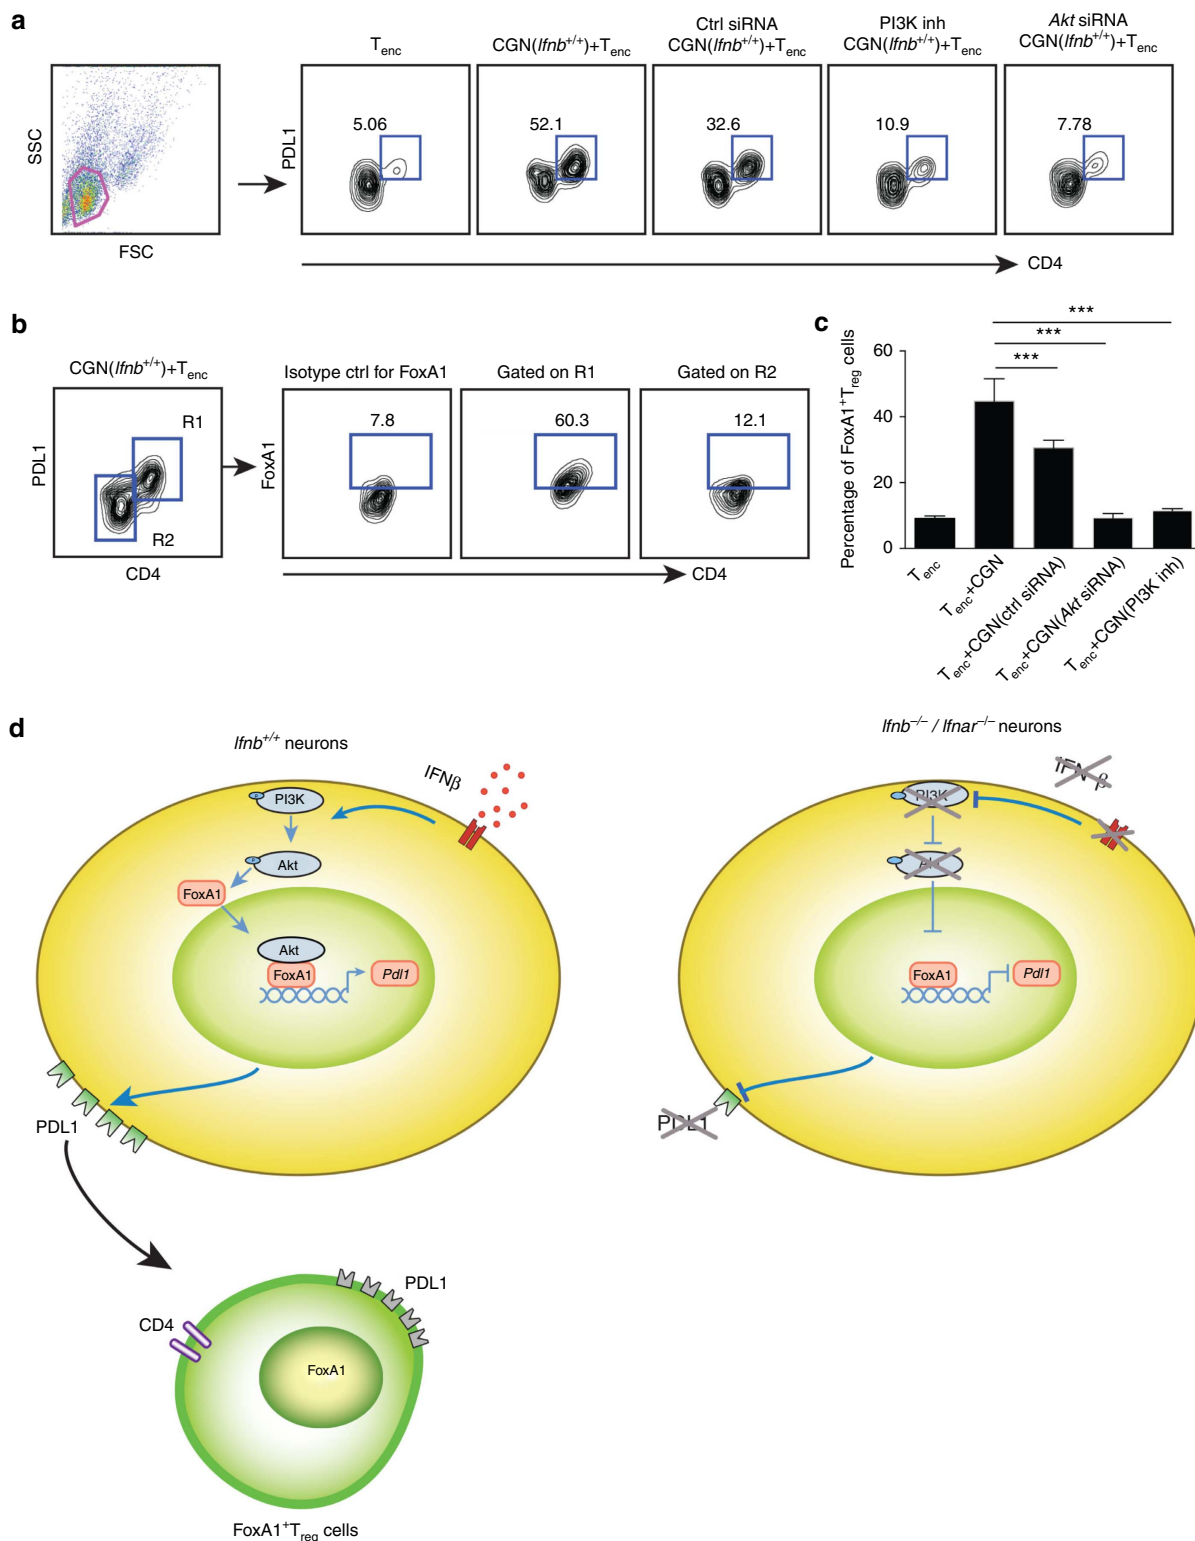 a
T_enc
CGN(Ifnb+/+)+T_enc
Ctrl siRNA
CGN(Ifnb+/+)+T_enc
PI3K inh
CGN(Ifnb+/+)+T_enc
Akt siRNA
CGN(Ifnb+/+)+T_enc
SSC
FSC
PDL1
5.06
52.1
32.6
10.9
7.78
CD4
b
CGN(Ifnb+/+)+T_enc
Isotype ctrl for FoxA1
Gated on R1
Gated on R2
PDL1
R1
R2
CD4
FoxA1
7.8
60.3
12.1
CD4
c
Percentage of FoxA1+T_reg cells
60
40
20
0
***
***
***
T_enc
T_enc+CGN
T_enc+CGN(ctrl siRNA)
T_enc+CGN(Akt siRNA)
T_enc+CGN(PI3K inh)
d
Ifnb+/+ neurons
IFNβ
P
PI3K
P
Akt
FoxA1
Akt
FoxA1
Pdl1
PDL1
CD4
PDL1
FoxA1
FoxA1+T_reg cells
Ifnb−/− / Ifnar−/− neurons
IFN-β
PI3K
FoxA1
Pdl1
PDL1